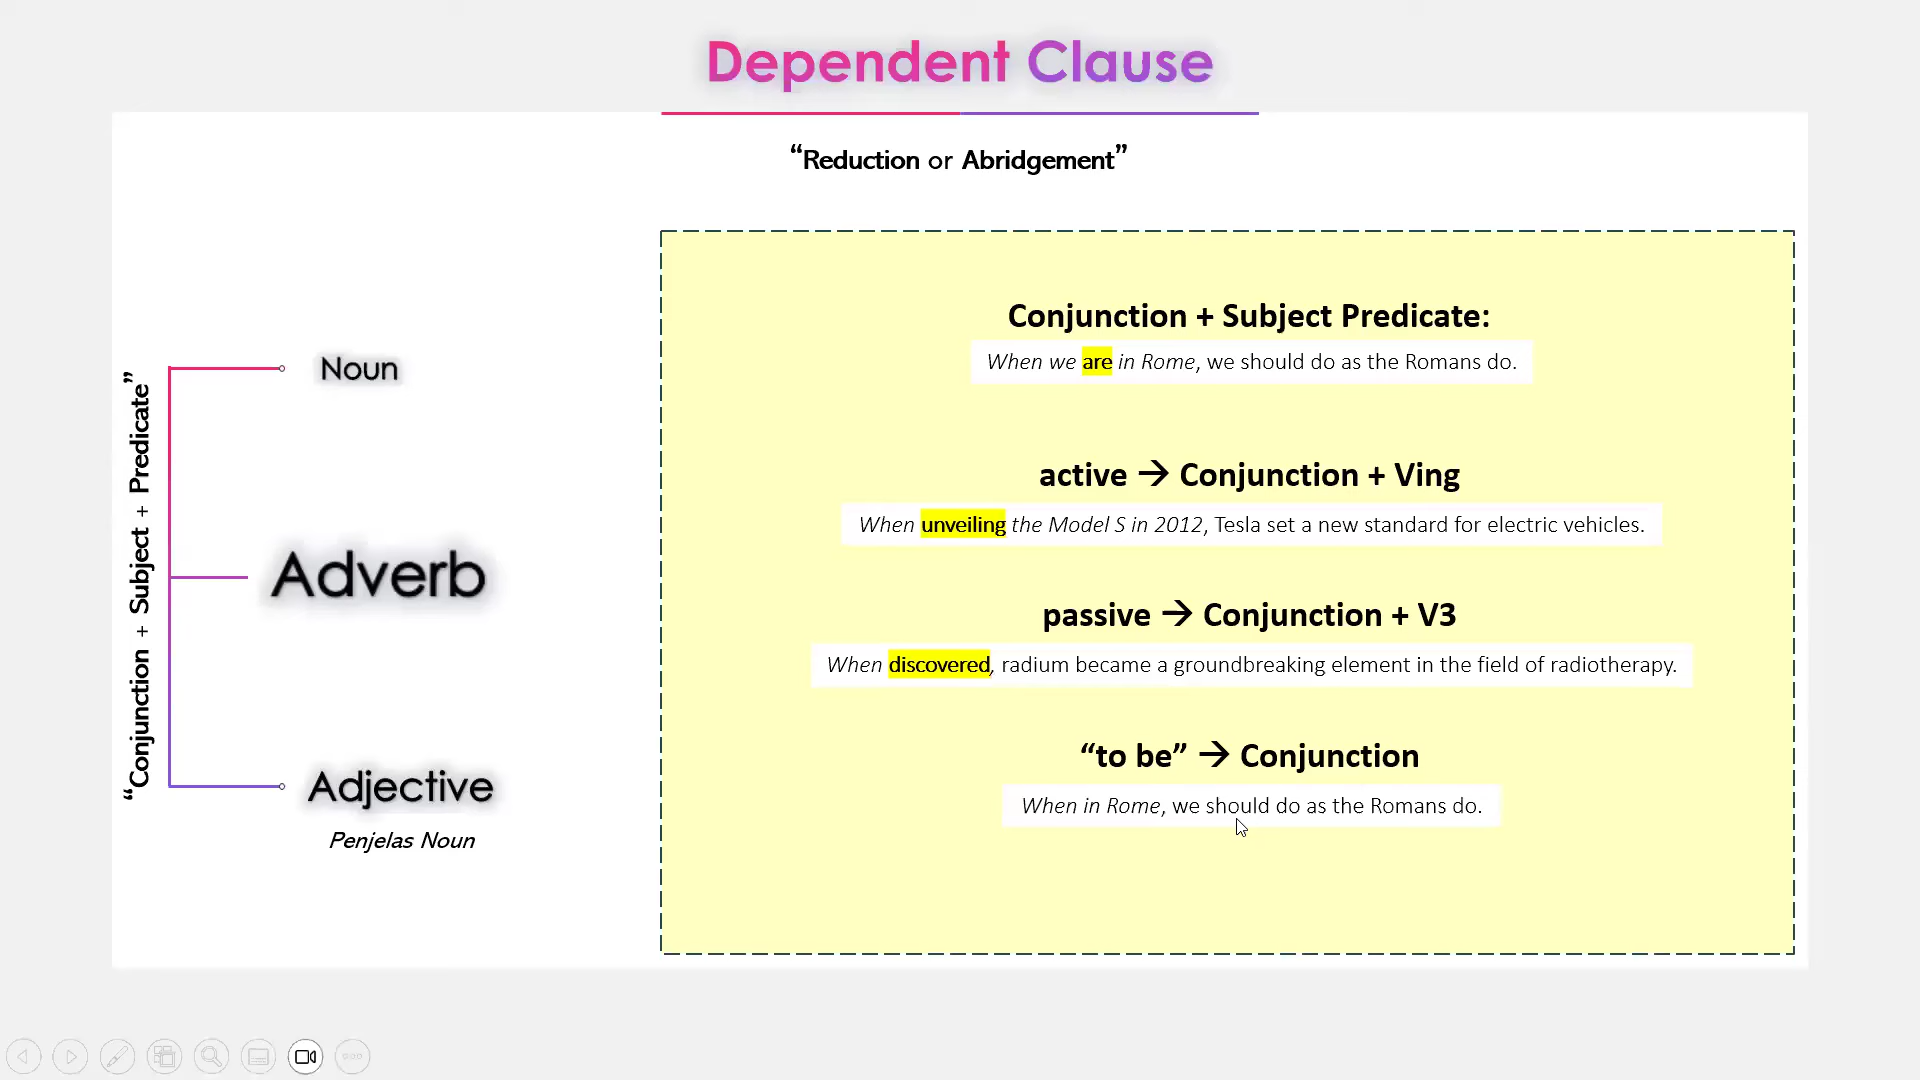 Dependent Clause
“Reduction or Abridgement”
“Conjunction + Subject + Predicate”
Noun
Adverb
Adjective
Penjelas Noun
Conjunction + Subject Predicate:
When we are in Rome, we should do as the Romans do.
active → Conjunction + Ving
When unveiling the Model S in 2012, Tesla set a new standard for electric vehicles.
passive → Conjunction + V3
When discovered, radium became a groundbreaking element in the field of radiotherapy.
“to be” → Conjunction
When in Rome, we should do as the Romans do.